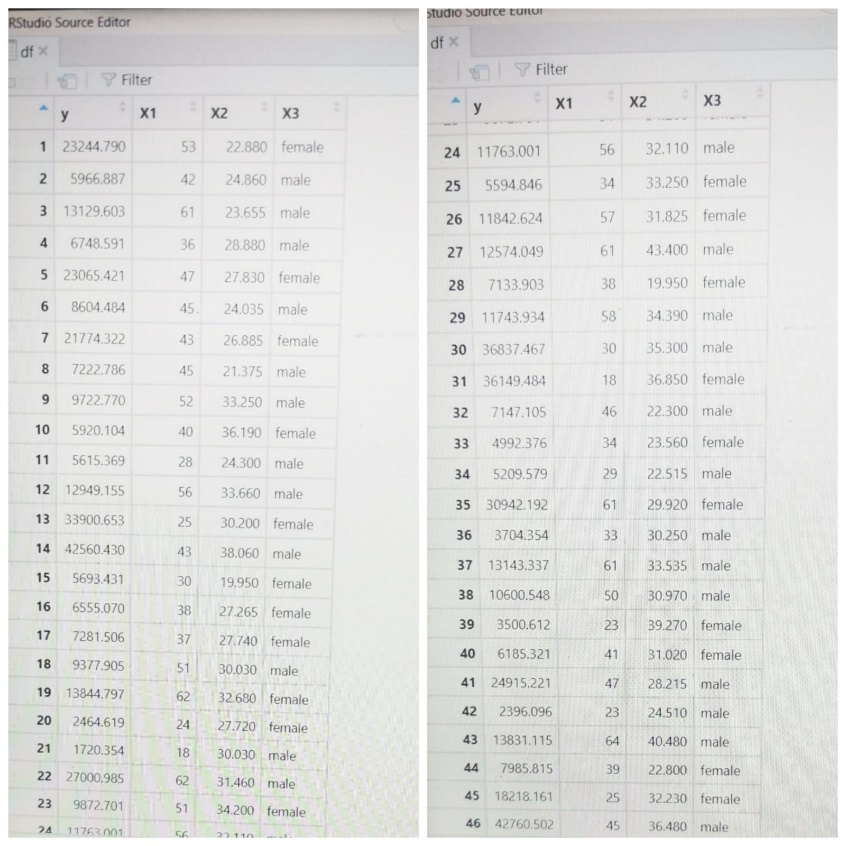 RStudio Source Editor
df ×
Filter
y X1 X2 X3
1 23244.790 53 22.880 female
2 5966.887 42 24.860 male
3 13129.603 61 23.655 male
4 6748.591 36 28.880 male
5 23065.421 47 27.830 female
6 8604.484 45 24.035 male
7 21774.322 43 26.885 female
8 7222.786 45 21.375 male
9 9722.770 52 33.250 male
10 5920.104 40 36.190 female
11 5615.369 28 24.300 male
12 12949.155 56 33.660 male
13 33900.653 25 30.200 female
14 42560.430 43 38.060 male
15 5693.431 30 19.950 female
16 6555.070 38 27.265 female
17 7281.506 37 27.740 female
18 9377.905 51 30.030 male
19 13844.797 62 32.680 female
20 2464.619 24 27.720 female
21 1720.354 18 30.030 male
22 27000.985 62 31.460 male
23 9872.701 51 34.200 female
24 11763.001 56 32.110 male
Studio Source Editor
df ×
Filter
y X1 X2 X3
24 11763.001 56 32.110 male
25 5594.846 34 33.250 female
26 11842.624 57 31.825 female
27 12574.049 61 43.400 male
28 7133.903 38 19.950 female
29 11743.934 58 34.390 male
30 36837.467 30 35.300 male
31 36149.484 18 36.850 female
32 7147.105 46 22.300 male
33 4992.376 34 23.560 female
34 5209.579 29 22.515 male
35 30942.192 61 29.920 female
36 3704.354 33 30.250 male
37 13143.337 61 33.535 male
38 10600.548 50 30.970 male
39 3500.612 23 39.270 female
40 6185.321 41 31.020 female
41 24915.221 47 28.215 male
42 2396.096 23 24.510 male
43 13831.115 64 40.480 male
44 7985.815 39 22.800 female
45 18218.161 25 32.230 female
46 42760.502 45 36.480 male